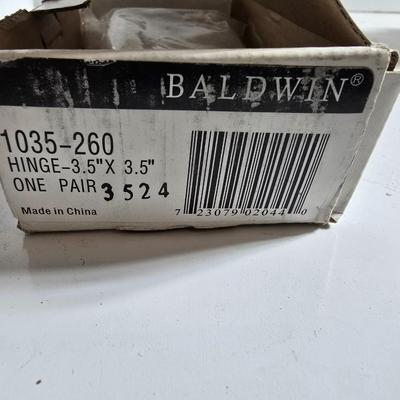 BALDWIN®
1035-260
HINGE-3.5"X 3.5"
ONE PAIR 3524
Made in China
7 23079 02044 0